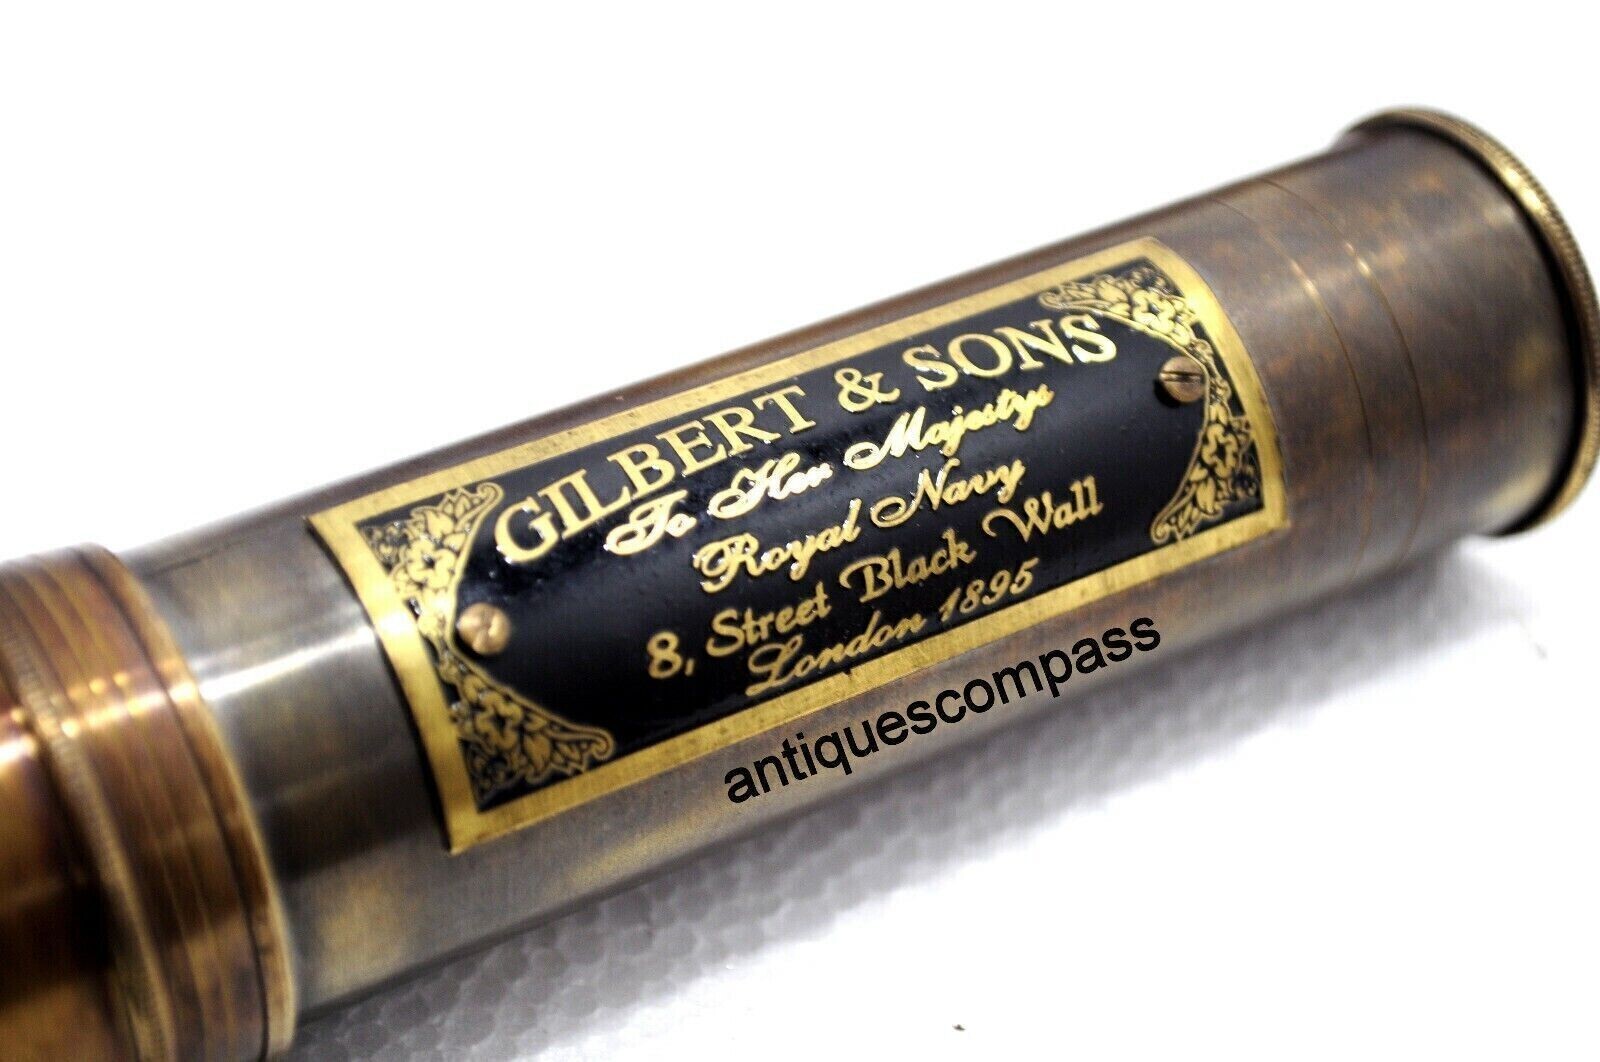 GILBERT & SONS
To Her Majestys
Royal Navy
8, Street Black Wall
London 1895
antiquescompass